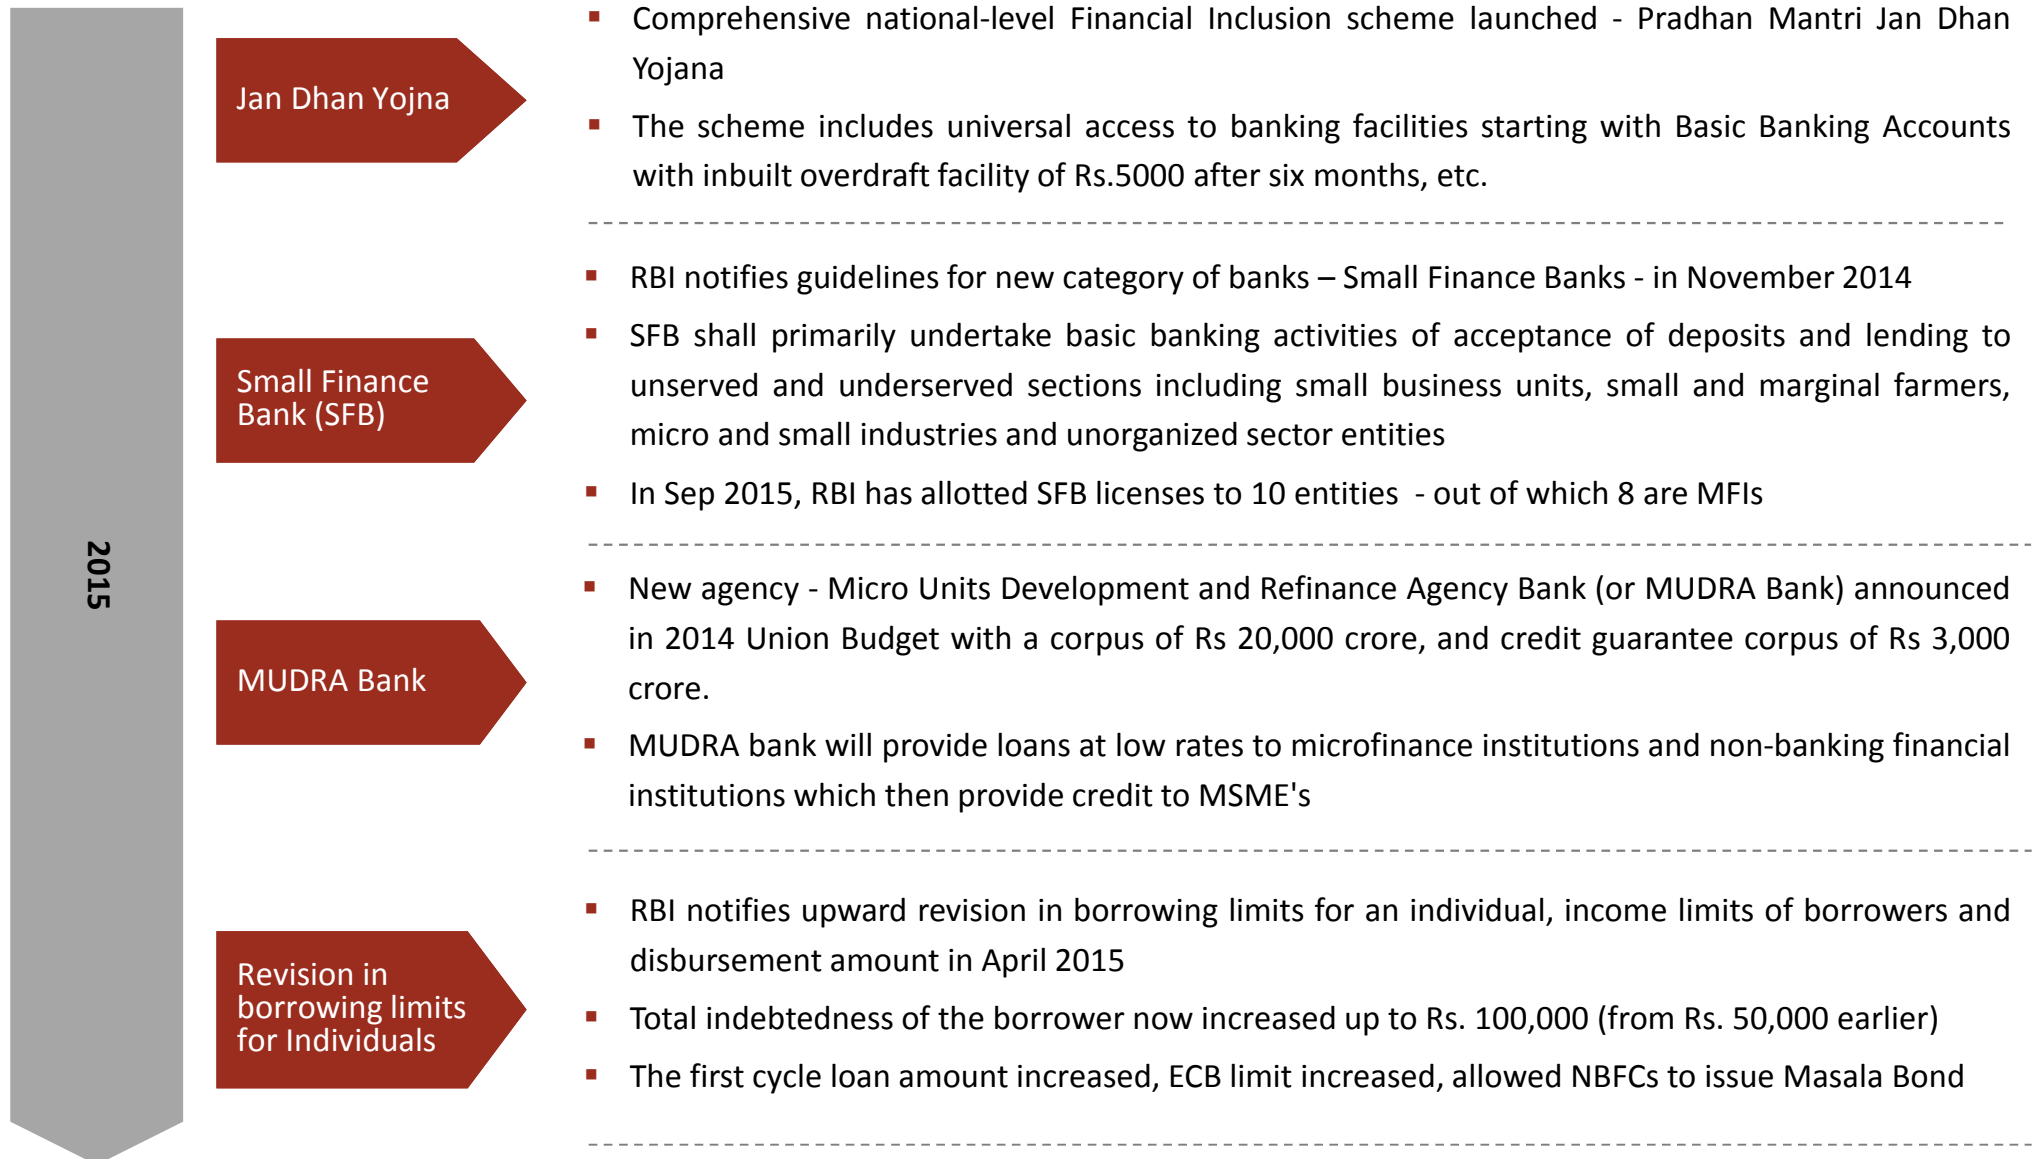 2015
Jan Dhan Yojna
▪ Comprehensive national-level Financial Inclusion scheme launched - Pradhan Mantri Jan Dhan
Yojana
▪ The scheme includes universal access to banking facilities starting with Basic Banking Accounts
with inbuilt overdraft facility of Rs.5000 after six months, etc.
Small Finance
Bank (SFB)
▪ RBI notifies guidelines for new category of banks – Small Finance Banks - in November 2014
▪ SFB shall primarily undertake basic banking activities of acceptance of deposits and lending to
unserved and underserved sections including small business units, small and marginal farmers,
micro and small industries and unorganized sector entities
▪ In Sep 2015, RBI has allotted SFB licenses to 10 entities - out of which 8 are MFIs
MUDRA Bank
▪ New agency - Micro Units Development and Refinance Agency Bank (or MUDRA Bank) announced
in 2014 Union Budget with a corpus of Rs 20,000 crore, and credit guarantee corpus of Rs 3,000
crore.
▪ MUDRA bank will provide loans at low rates to microfinance institutions and non-banking financial
institutions which then provide credit to MSME's
Revision in
borrowing limits
for Individuals
▪ RBI notifies upward revision in borrowing limits for an individual, income limits of borrowers and
disbursement amount in April 2015
▪ Total indebtedness of the borrower now increased up to Rs. 100,000 (from Rs. 50,000 earlier)
▪ The first cycle loan amount increased, ECB limit increased, allowed NBFCs to issue Masala Bond